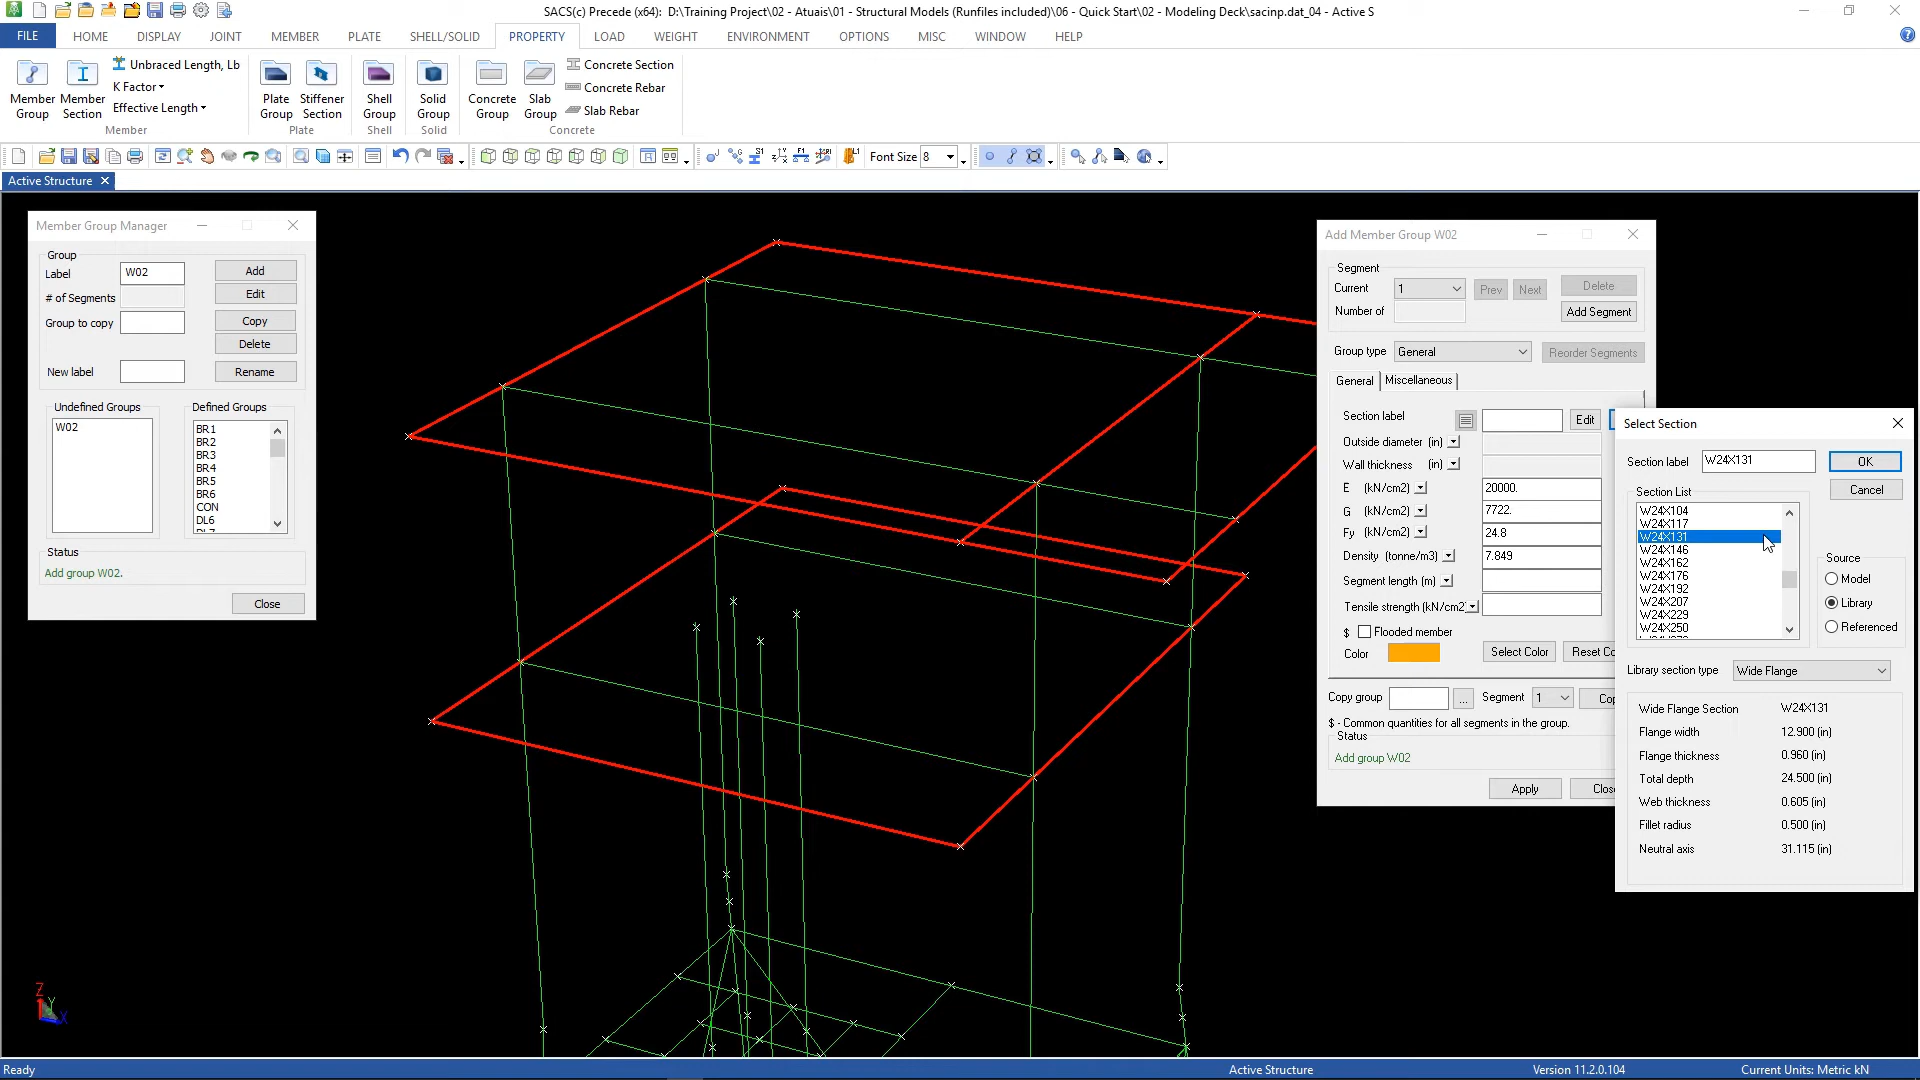 SACS(c) Precede (x64):  D:\Training Project\02 - Atuais\01 - Structural Models (Runfiles included)\06 - Quick Start\02 - Modeling Deck\sacinp.dat_04 - Active S
FILE HOME DISPLAY JOINT MEMBER PLATE SHELL/SOLID PROPERTY LOAD WEIGHT ENVIRONMENT OPTIONS MISC WINDOW HELP
Member Group
Member Section
Unbraced Length, Lb
K Factor
Effective Length
Member
Plate Group
Stiffener Section
Plate
Shell Group
Shell
Solid Group
Solid
Concrete Group
Slab Group
Concrete Section
Concrete Rebar
Slab Rebar
Concrete
Font Size 8
Active Structure
Member Group Manager
Group
Label W02 Add
# of Segments Edit
Group to copy Copy
Delete
New label Rename
Undefined Groups Defined Groups
W02
BR1
BR2
BR3
BR4
BR5
BR6
CON
DL6
Status
Add group W02.
Close
Add Member Group W02
Segment
Current 1 Prev Next Delete
Number of Add Segment
Group type General Reorder Segments
General Miscellaneous
Section label Edit
Outside diameter (in)
Wall thickness (in)
E (kN/cm2) 20000.
G (kN/cm2) 7722.
Fy (kN/cm2) 24.8
Density (tonne/m3) 7.849
Segment length (m)
Tensile strength (kN/cm2
$ Flooded member
Color Select Color Reset Co
Copy group ... Segment 1 Cop
$ - Common quantities for all segments in the group.
Status
Add group W02
Apply Close
Select Section
Section label W24X131 OK
Section List Cancel
W24X104
W24X117
W24X131
W24X146
W24X162
W24X176
W24X192
W24X207
W24X229
W24X250
Source
Model
Library
Referenced
Library section type Wide Flange
Wide Flange Section W24X131
Flange width 12.900 (in)
Flange thickness 0.960 (in)
Total depth 24.500 (in)
Web thickness 0.605 (in)
Fillet radius 0.500 (in)
Neutral axis 31.115 (in)
Z
Y
X
Ready Active Structure Version 11.2.0.104 Current Units: Metric kN